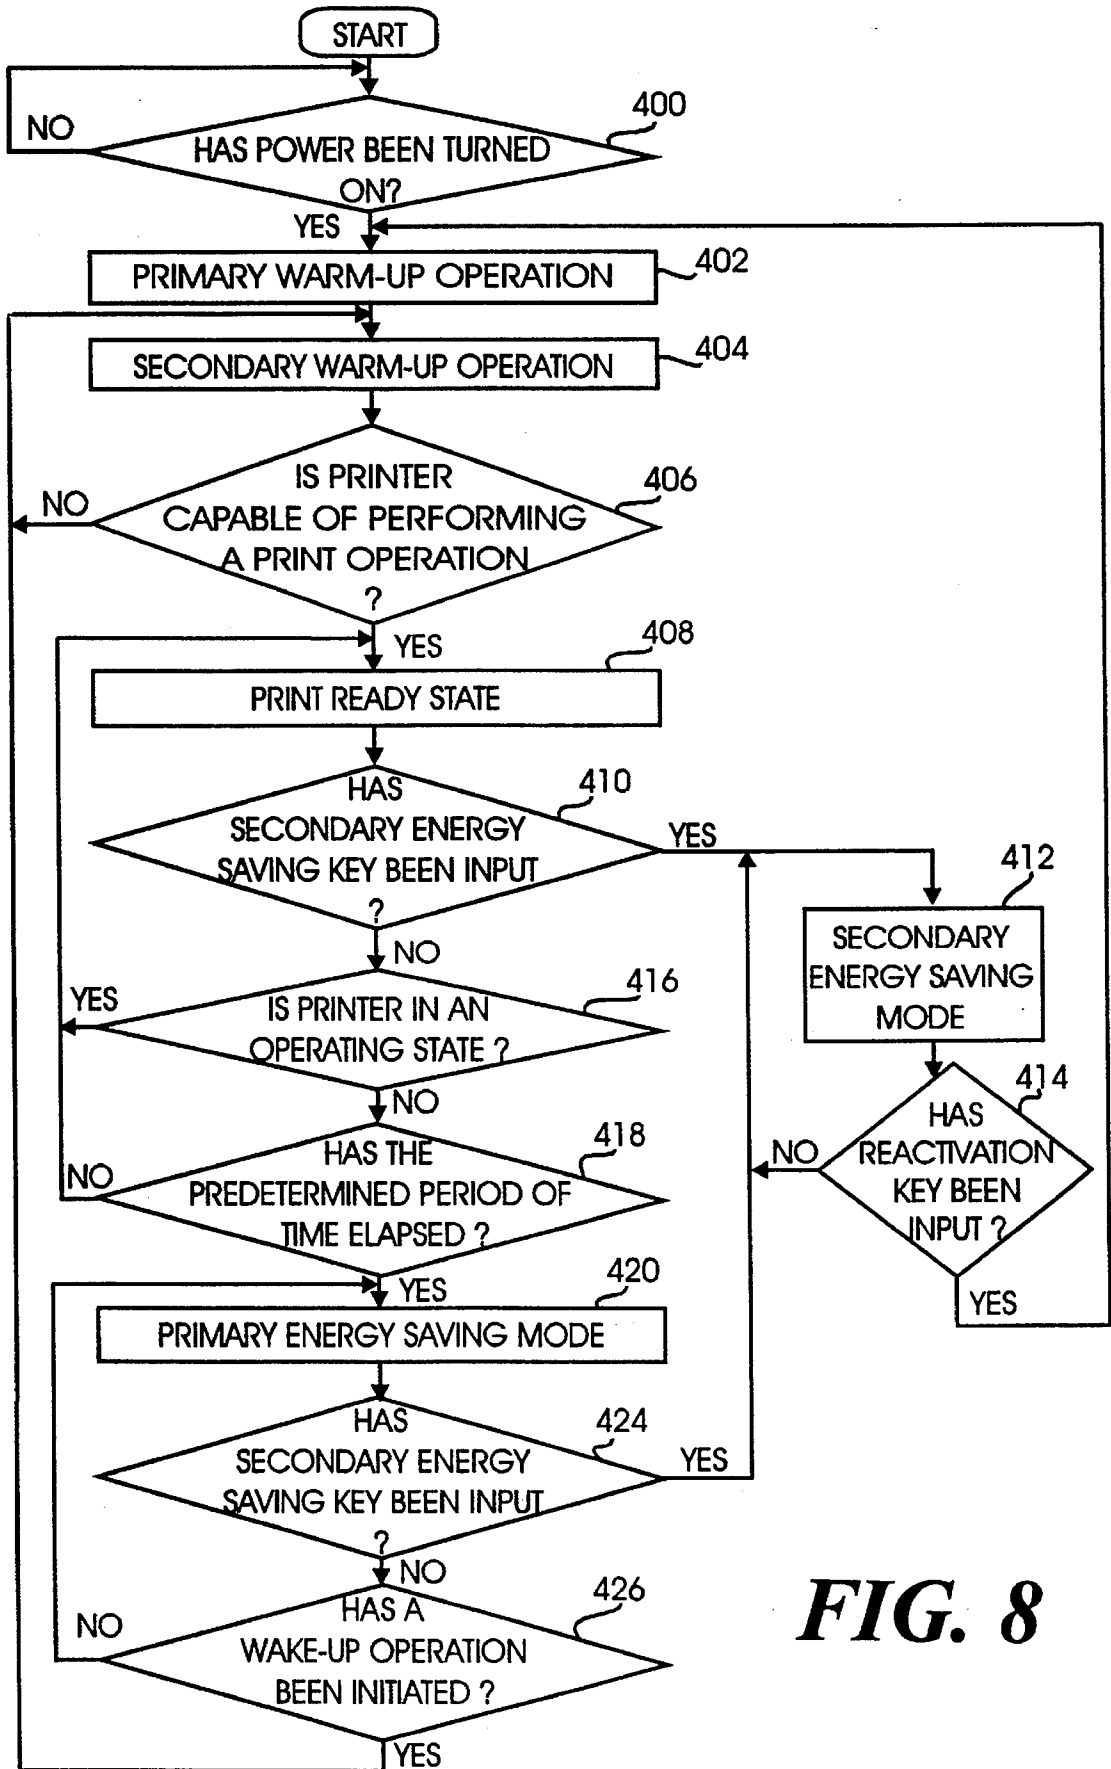 START
NO
400
HAS POWER BEEN TURNED
ON?
YES
PRIMARY WARM-UP OPERATION
402
SECONDARY WARM-UP OPERATION
404
IS PRINTER
CAPABLE OF PERFORMING
A PRINT OPERATION
?
406
NO
YES
408
PRINT READY STATE
HAS
SECONDARY ENERGY
SAVING KEY BEEN INPUT
?
410
YES
412
SECONDARY
ENERGY SAVING
MODE
NO
YES
IS PRINTER IN AN
OPERATING STATE ?
416
414
HAS
REACTIVATION
KEY BEEN
INPUT ?
NO
YES
NO
HAS THE
PREDETERMINED PERIOD OF
TIME ELAPSED ?
418
NO
YES
420
PRIMARY ENERGY SAVING MODE
HAS
SECONDARY ENERGY
SAVING KEY BEEN INPUT
?
424
YES
NO
HAS A
WAKE-UP OPERATION
BEEN INITIATED ?
426
NO
YES
FIG. 8